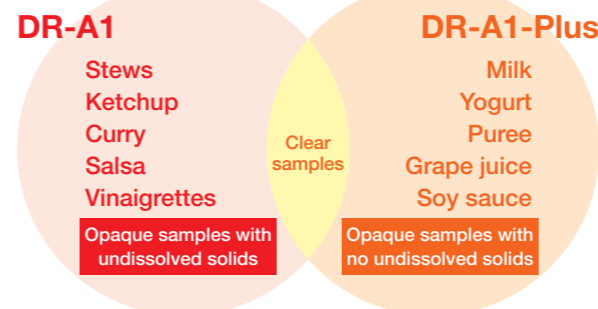 DR-A1
DR-A1-Plus
Stews
Ketchup
Curry
Salsa
Vinaigrettes
Opaque samples with
undissolved solids
Clear
samples
Milk
Yogurt
Puree
Grape juice
Soy sauce
Opaque samples with
no undissolved solids